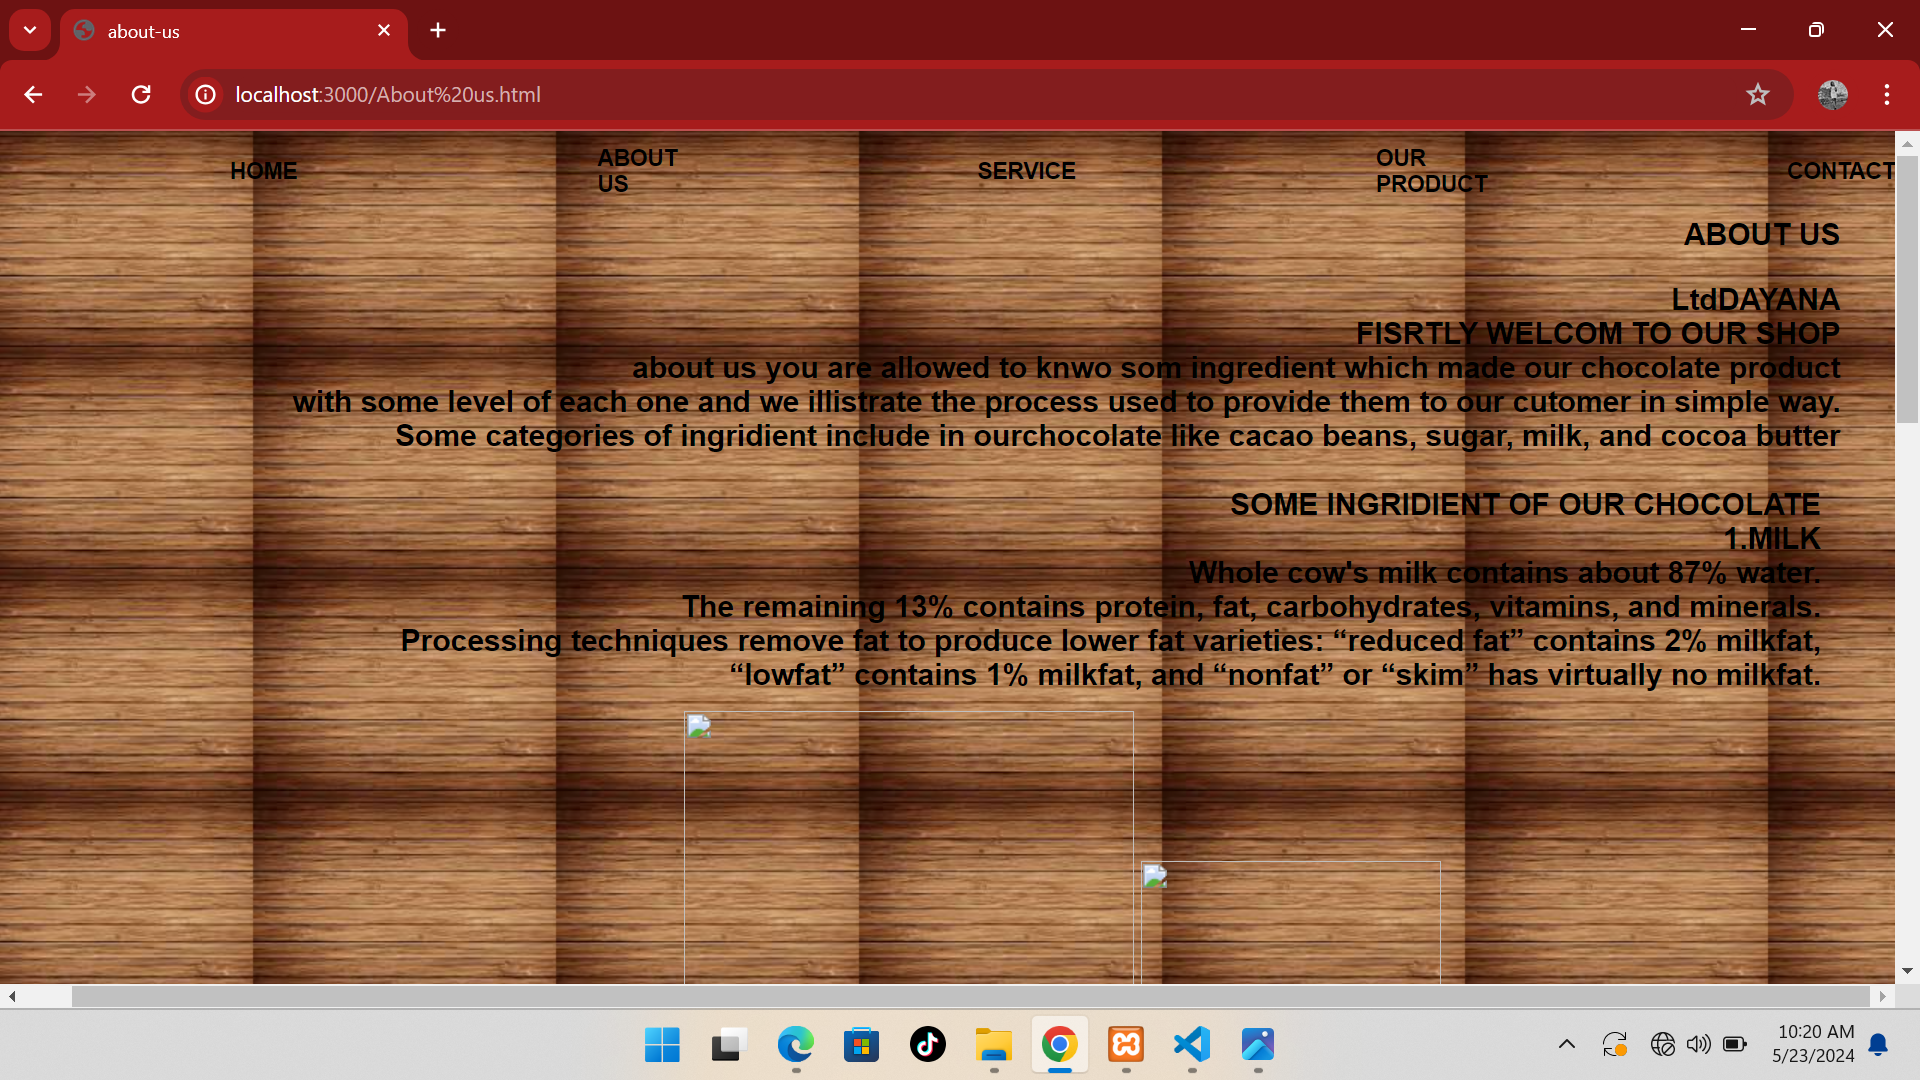 about-us
localhost:3000/About%20us.html
HOME
ABOUT
US
SERVICE
OUR
PRODUCT
CONTACT
ABOUT US
LtdDAYANA
FISRTLY WELCOM TO OUR SHOP
about us you are allowed to knwo som ingredient which made our chocolate product
with some level of each one and we illistrate the process used to provide them to our cutomer in simple way.
Some categories of ingridient include in ourchocolate like cacao beans, sugar, milk, and cocoa butter
SOME INGRIDIENT OF OUR CHOCOLATE
1.MILK
Whole cow's milk contains about 87% water.
The remaining 13% contains protein, fat, carbohydrates, vitamins, and minerals.
Processing techniques remove fat to produce lower fat varieties: “reduced fat” contains 2% milkfat,
“lowfat” contains 1% milkfat, and “nonfat” or “skim” has virtually no milkfat.
10:20 AM
5/23/2024